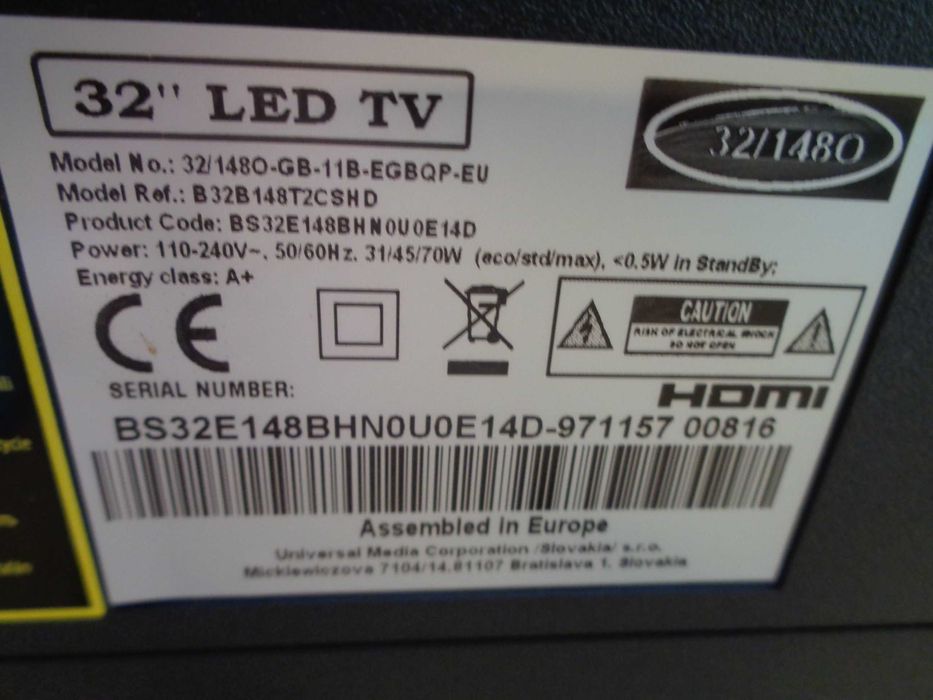 32" LED TV
32/148O
Model No.: 32/148O-GB-11B-EGBQP-EU
Model Ref.: B32B148T2CSHD
Product Code: BS32E148BHN0U0E14D
Power: 110-240V~, 50/60Hz, 31/45/70W (eco/std/max), <0.5W in StandBy;
Energy class: A+
CE
CAUTION
RISK OF ELECTRICAL SHOCK
DO NOT OPEN
HDMI
SERIAL NUMBER:
BS32E148BHN0U0E14D-971157 00816
Assembled in Europe
Universal Media Corporation /Slovakia/ s.r.o.
Mickiewiczova 7104/14,81107 Bratislava 1, Slovakia